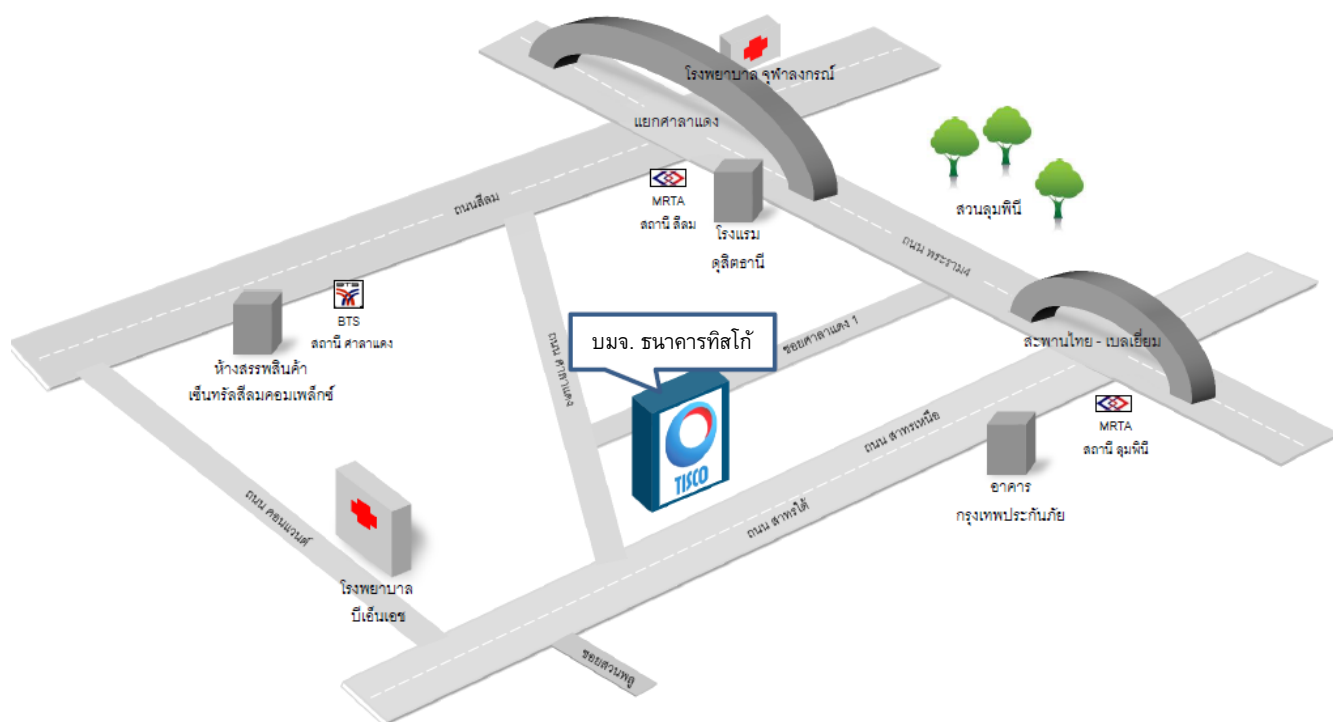 โรงพยาบาล จุฬาลงกรณ์
แยกศาลาแดง
ถนนสีลม
MRTA
สถานี สีลม
โรงแรม
ดุสิตธานี
สวนลุมพินี
ถนน พระราม4
BTS
BTS
สถานี ศาลาแดง
ห้างสรรพสินค้า
เซ็นทรัลสีลมคอมเพล็กซ์
ถนน ศาลาแดง
บมจ. ธนาคารทิสโก้
ซอยศาลาแดง 1
สะพานไทย - เบลเยี่ยม
TISCO
ถนน สาทรเหนือ
MRTA
สถานี ลุมพินี
อาคาร
กรุงเทพประกันภัย
ถนน สาทรใต้
ถนน คอนแวนต์
โรงพยาบาล
บีเอ็นเอช
ซอยสวนพลู